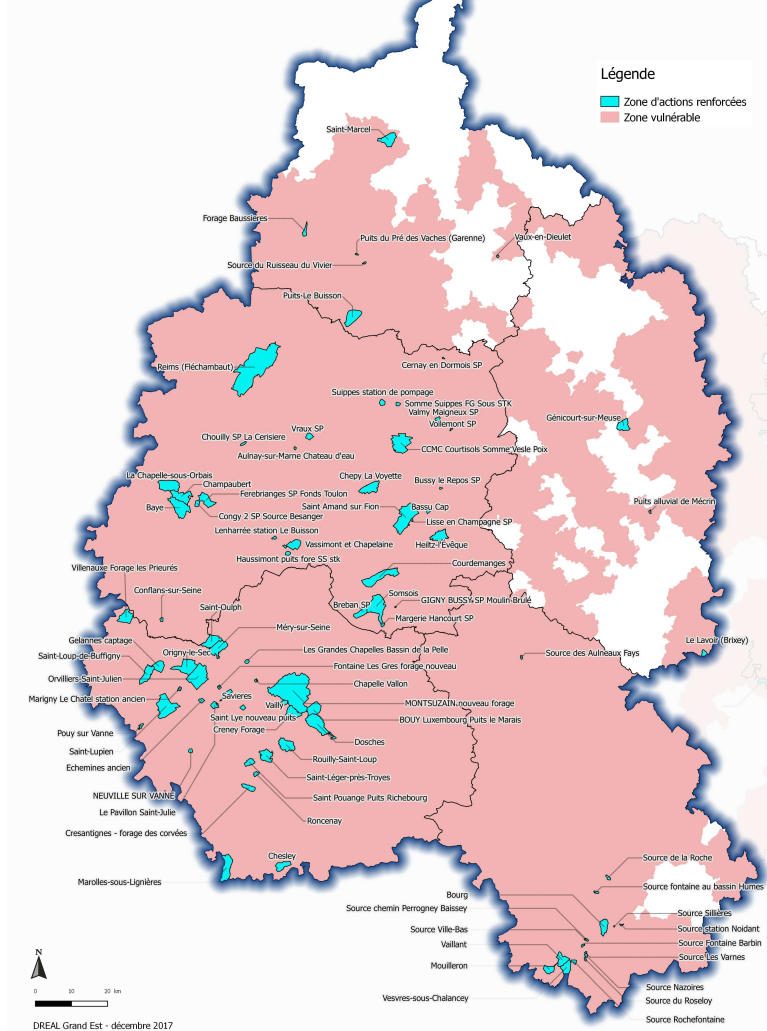 Légende
Zone d'actions renforcées
Zone vulnérable
Saint-Marcel
Forage Baussières
Puits du Pré des Vaches (Garenne)
Vaux-en-Dieulet
Source du Ruisseau du Vivier
Puits-Le Buisson
Reims (Fléchambaut)
Cernay en Dormois SP
Suippes station de pompage
Somme Suippes FG Sous STK
Valmy Maigneux SP
Génicourt-sur-Meuse
Voilemont SP
Vraux SP
Chouilly SP La Cerisière
CCMC Courtisols Somme Vesle Poix
Aulnay-sur-Marne Chateau d'eau
La Chapelle-sous-Orbais
Chepy La Voyette
Bussy le Repos SP
Champaubert
Ferebrianges SP Fonds Toulon
Puits alluvial de Mécrin
Baye
Saint Amand sur Fion
Bassu Cap
Congy 2 SP Source Besanger
Lisse en Champagne SP
Lenharrée station Le Buisson
Vassimont et Chapelaine
Heiltz-l'Évêque
Haussimont puits fore SS stk
Courdemanges
Villenauxe Forage les Prieurés
Conflans-sur-Seine
Somsois
Saint-Oulph
Breban SP
GIGNY BUSSY SP Moulin Brulé
Margerie Hancourt SP
Méry-sur-Seine
Gelannes captage
Le Lavoir (Brixey)
Origny-le-Sec
Les Grandes Chapelles Bassin de la Pelle
Saint-Loup-de-Buffigny
Source des Aulneaux Fays
Fontaine Les Gres forage nouveau
Orvilliers-Saint-Julien
Chapelle Vallon
Marigny Le Chatel station ancien
Savieres
Vailly
MONTSUZAIN nouveau forage
Saint Lye nouveau puits
BOUY Luxembourg Puits le Marais
Creney Forage
Pouy sur Vanne
Dosches
Saint-Lupien
Rouilly-Saint-Loup
Echemines ancien
Saint-Léger-près-Troyes
NEUVILLE SUR VANNE
Saint Pouange Puits Richebourg
Le Pavillon Saint-Julie
Roncenay
Cresantignes - forage des corvées
Chesley
Source de la Roche
Marolles-sous-Lignières
Source fontaine au bassin Humes
Bourg
Source chemin Perrogney Baissey
Source Sillières
Source Ville-Bas
Source station Noidant
Vaillant
Source Fontaine Barbin
Source Les Varnes
Mouilleron
Source Nazoires
Vesvres-sous-Chalancey
Source du Roseloy
Source Rochefontaine
N
0 10 20 km
DREAL Grand Est - décembre 2017